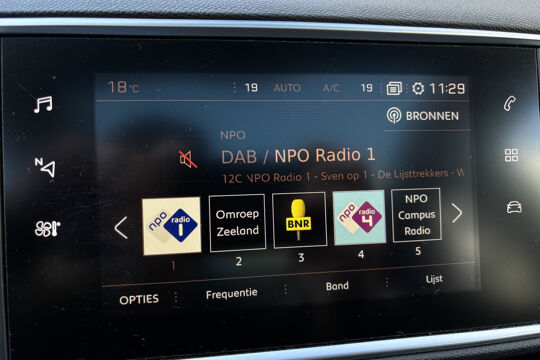 18°C 19 AUTO A/C 19 11:29
BRONNEN
NPO
DAB / NPO Radio 1
12C NPO Radio 1 - Sven op 1 - De Lijsttrekkers - W
N
npo radio 1
Omroep
Zeeland
BNR
npo radio 4
NPO
Campus
Radio
1 2 3 4 5
OPTIES Frequentie Band Lijst